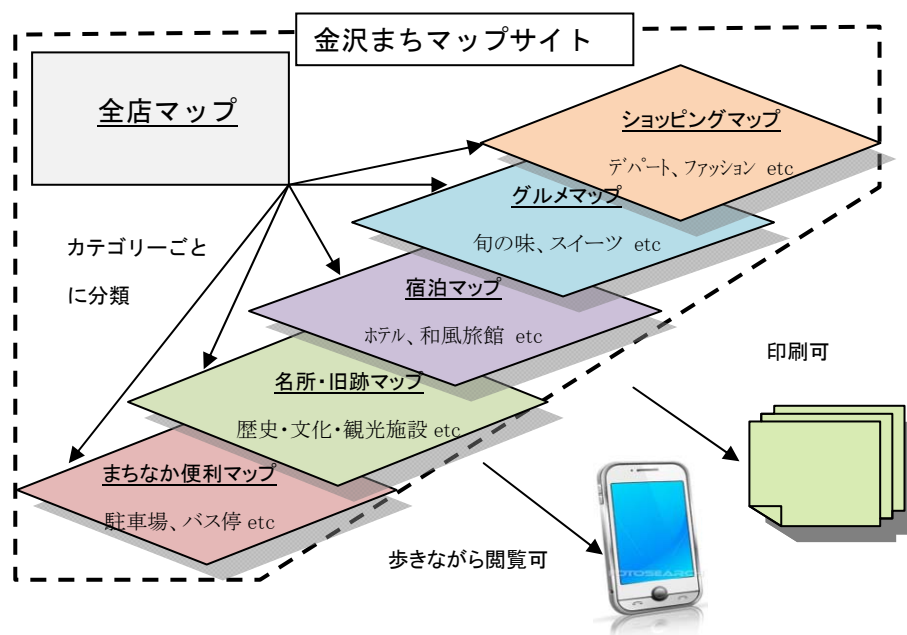 金沢まちマップサイト
全店マップ
ショッピングマップ
デパート、ファッション etc
グルメマップ
旬の味、スイーツ etc
カテゴリーごと
に分類
宿泊マップ
ホテル、和風旅館 etc
印刷可
名所・旧跡マップ
歴史・文化・観光施設 etc
まちなか便利マップ
駐車場、バス停 etc
歩きながら閲覧可
OTOSEARC